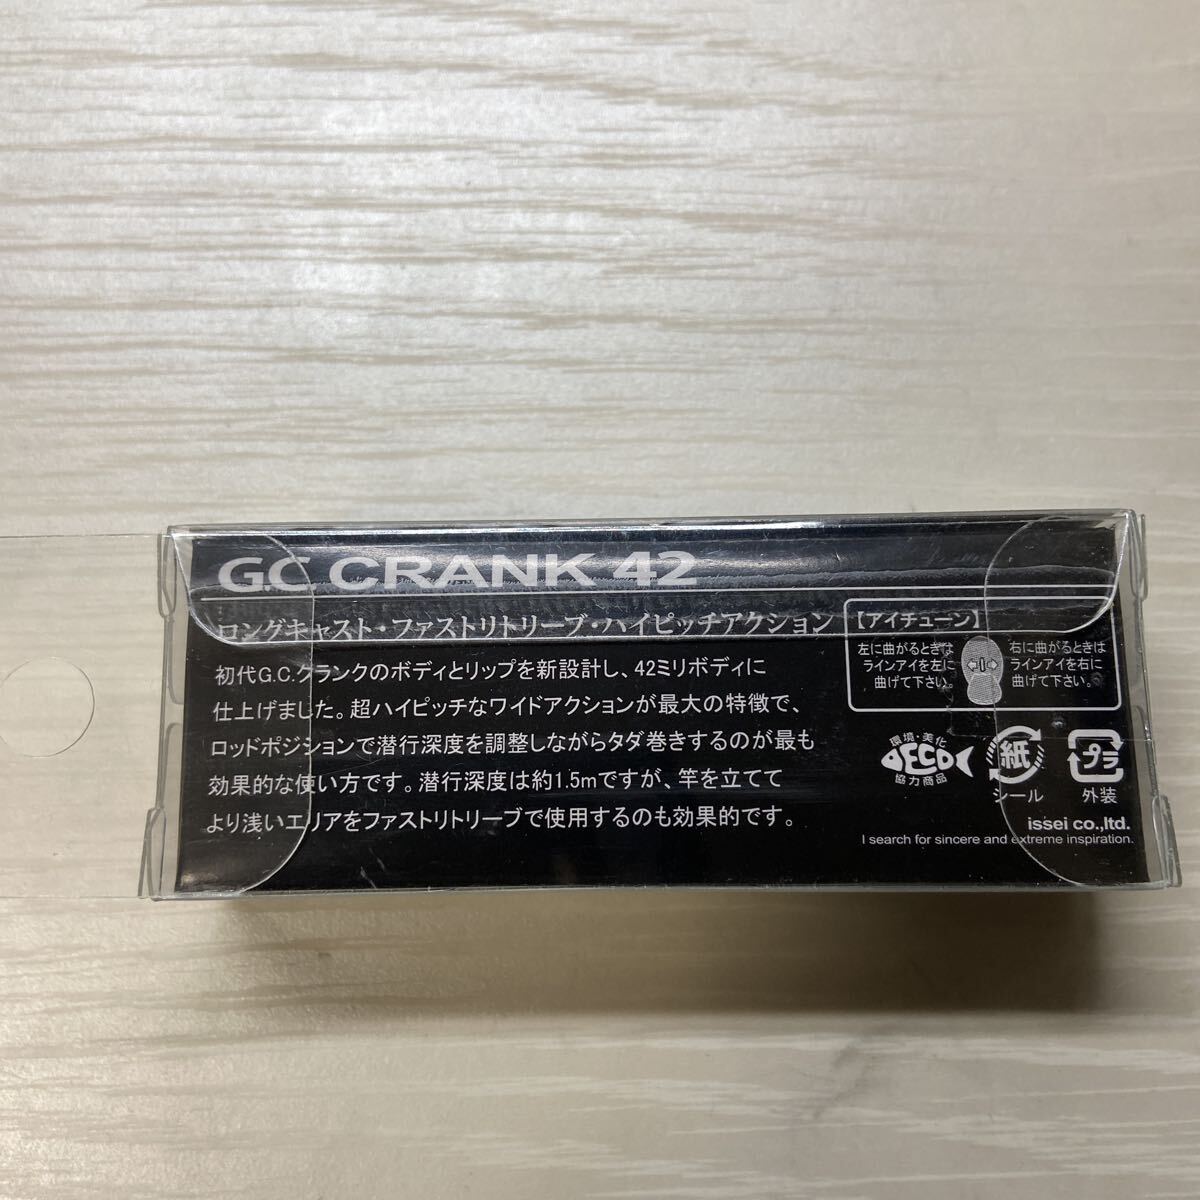 G.C CRANK 42
ロングキャスト・ファストリトリーブ・ハイピッチアクション
初代G.C.クランクのボディとリップを新設計し、42ミリボディに
仕上げました。超ハイピッチなワイドアクションが最大の特徴で、
ロッドポジションで潜行深度を調整しながらタダ巻きするのが最も
効果的な使い方です。潜行深度は約1.5mですが、竿を立てて
より浅いエリアをファストリトリーブで使用するのも効果的です。
【アイチューン】
左に曲がるときは
ラインアイを左に
曲げて下さい。
右に曲がるときは
ラインアイを右に
曲げて下さい。
環境・美化
ECO
協力商品
紙
シール
プラ
外装
issei co.,ltd.
I search for sincere and extreme inspiration.